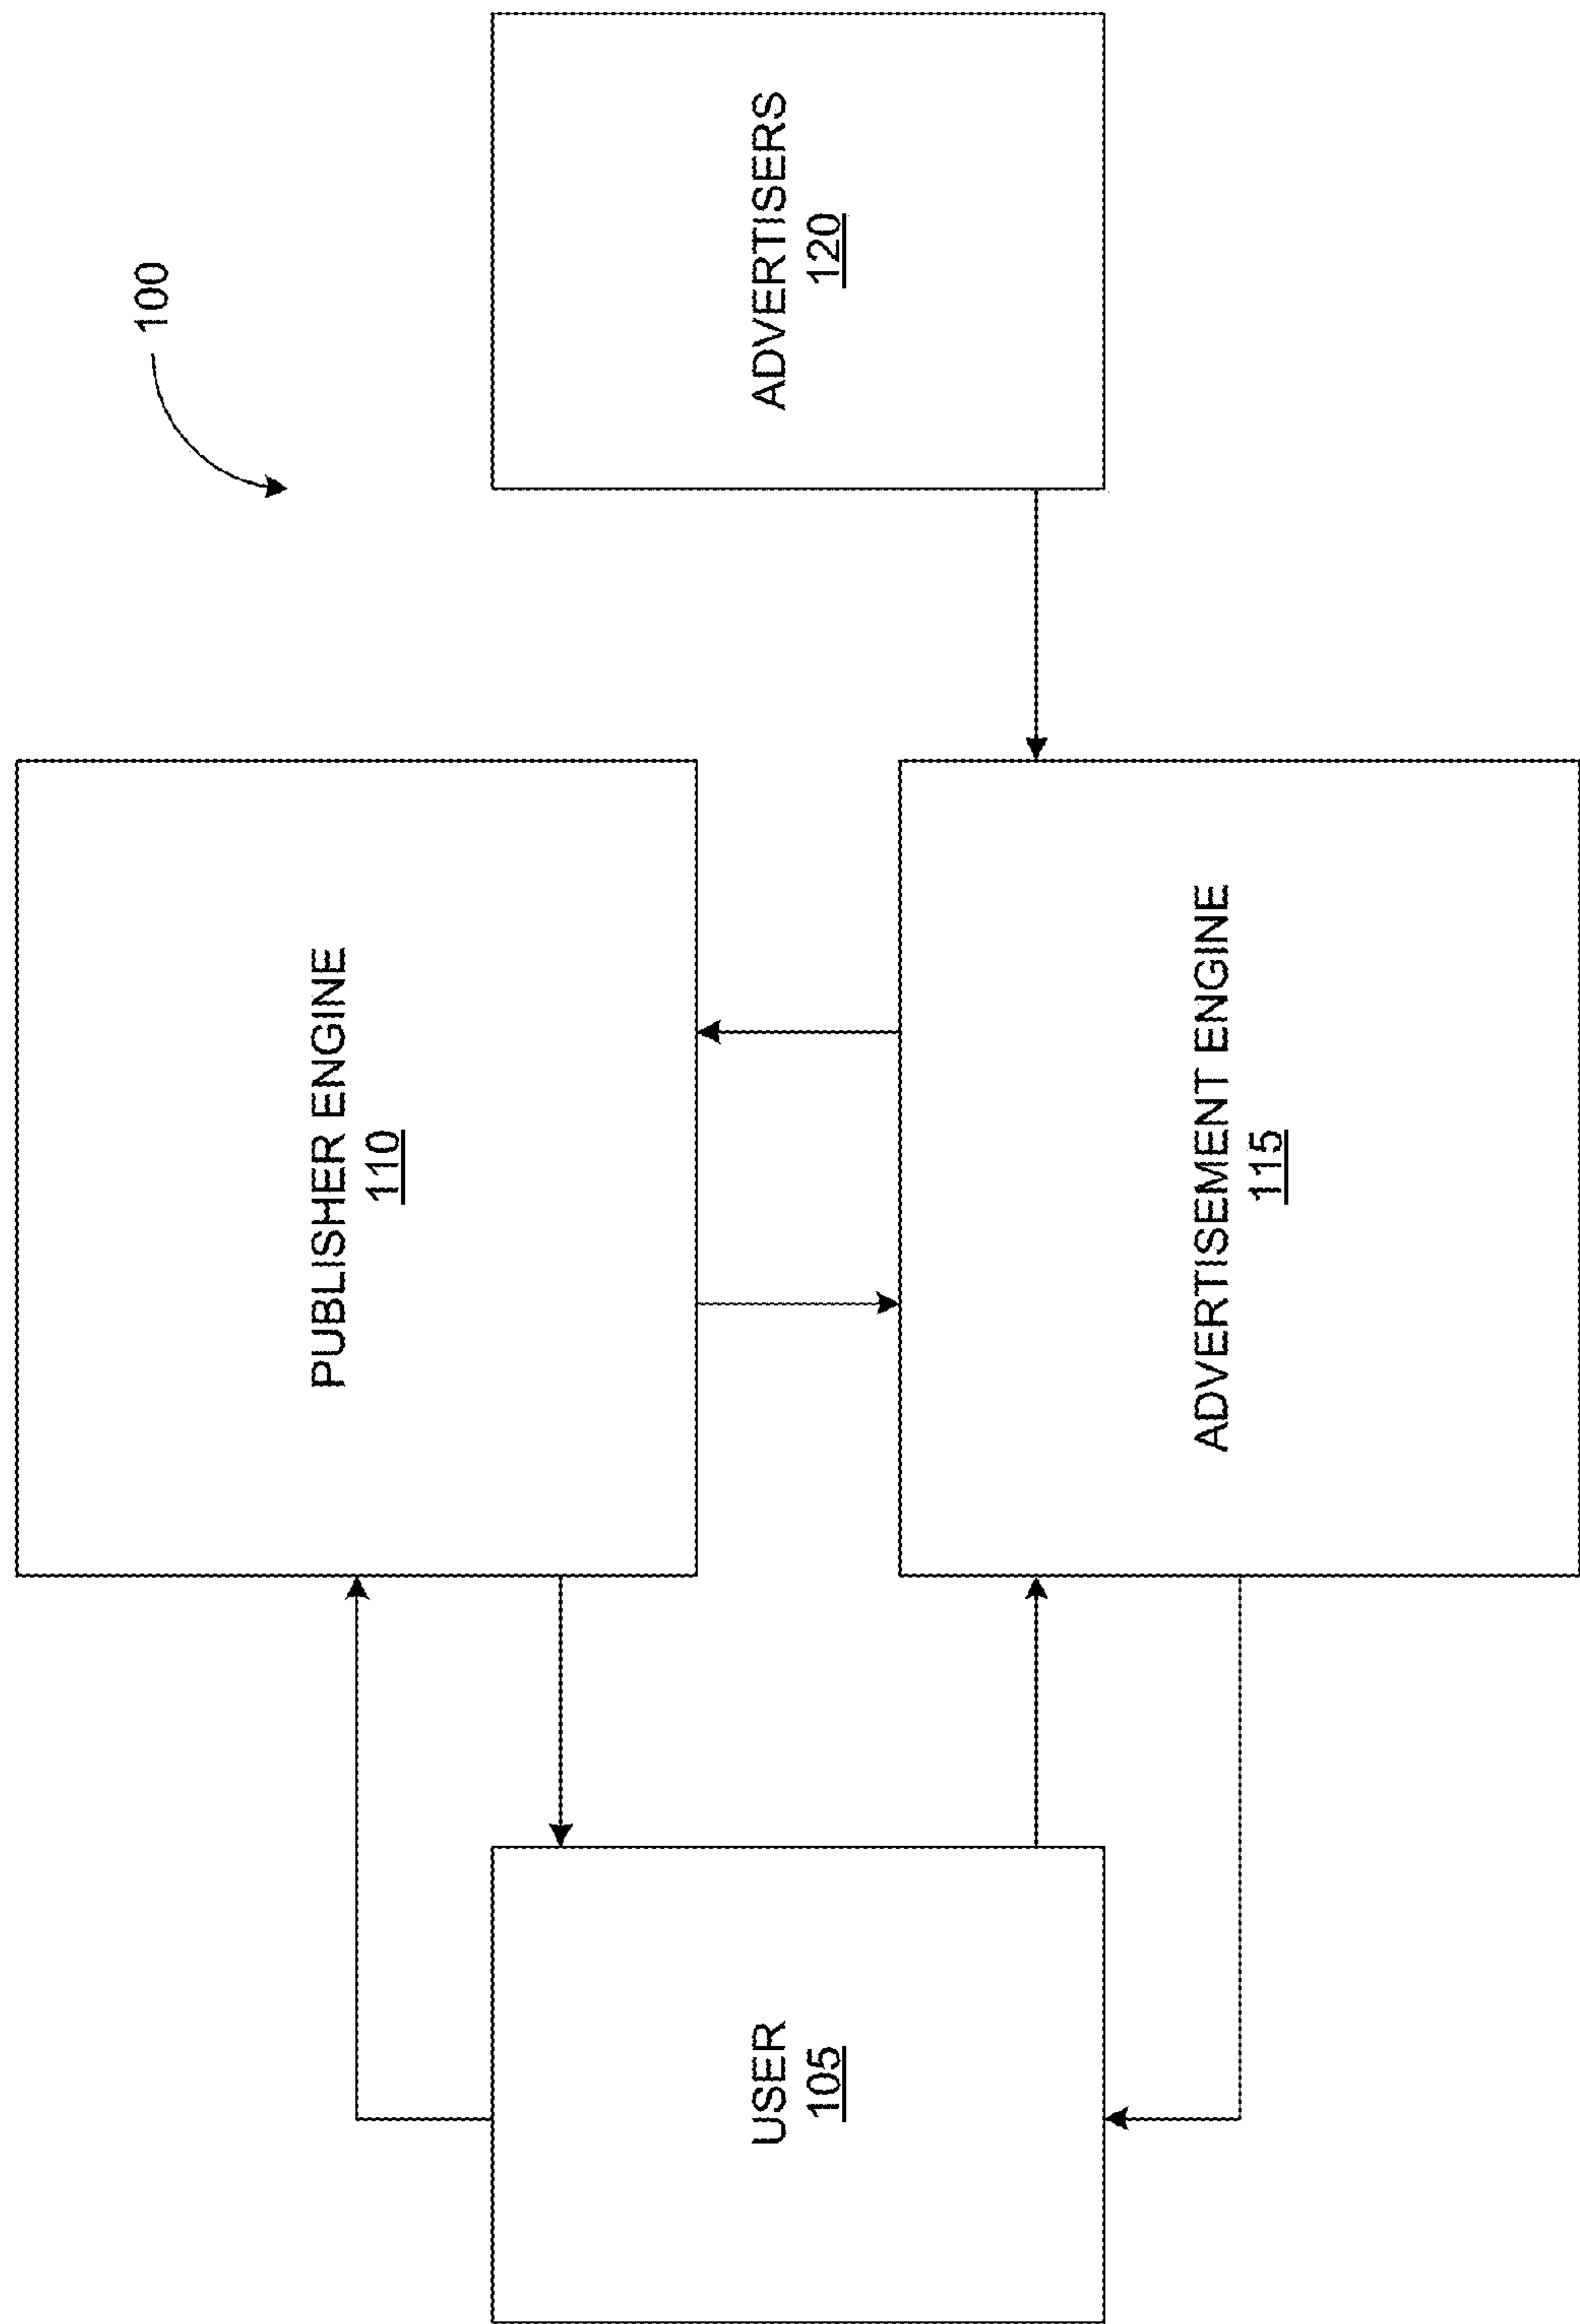 100
PUBLISHER ENGINE
110
USER
105
ADVERTISERS
120
ADVERTISEMENT ENGINE
115